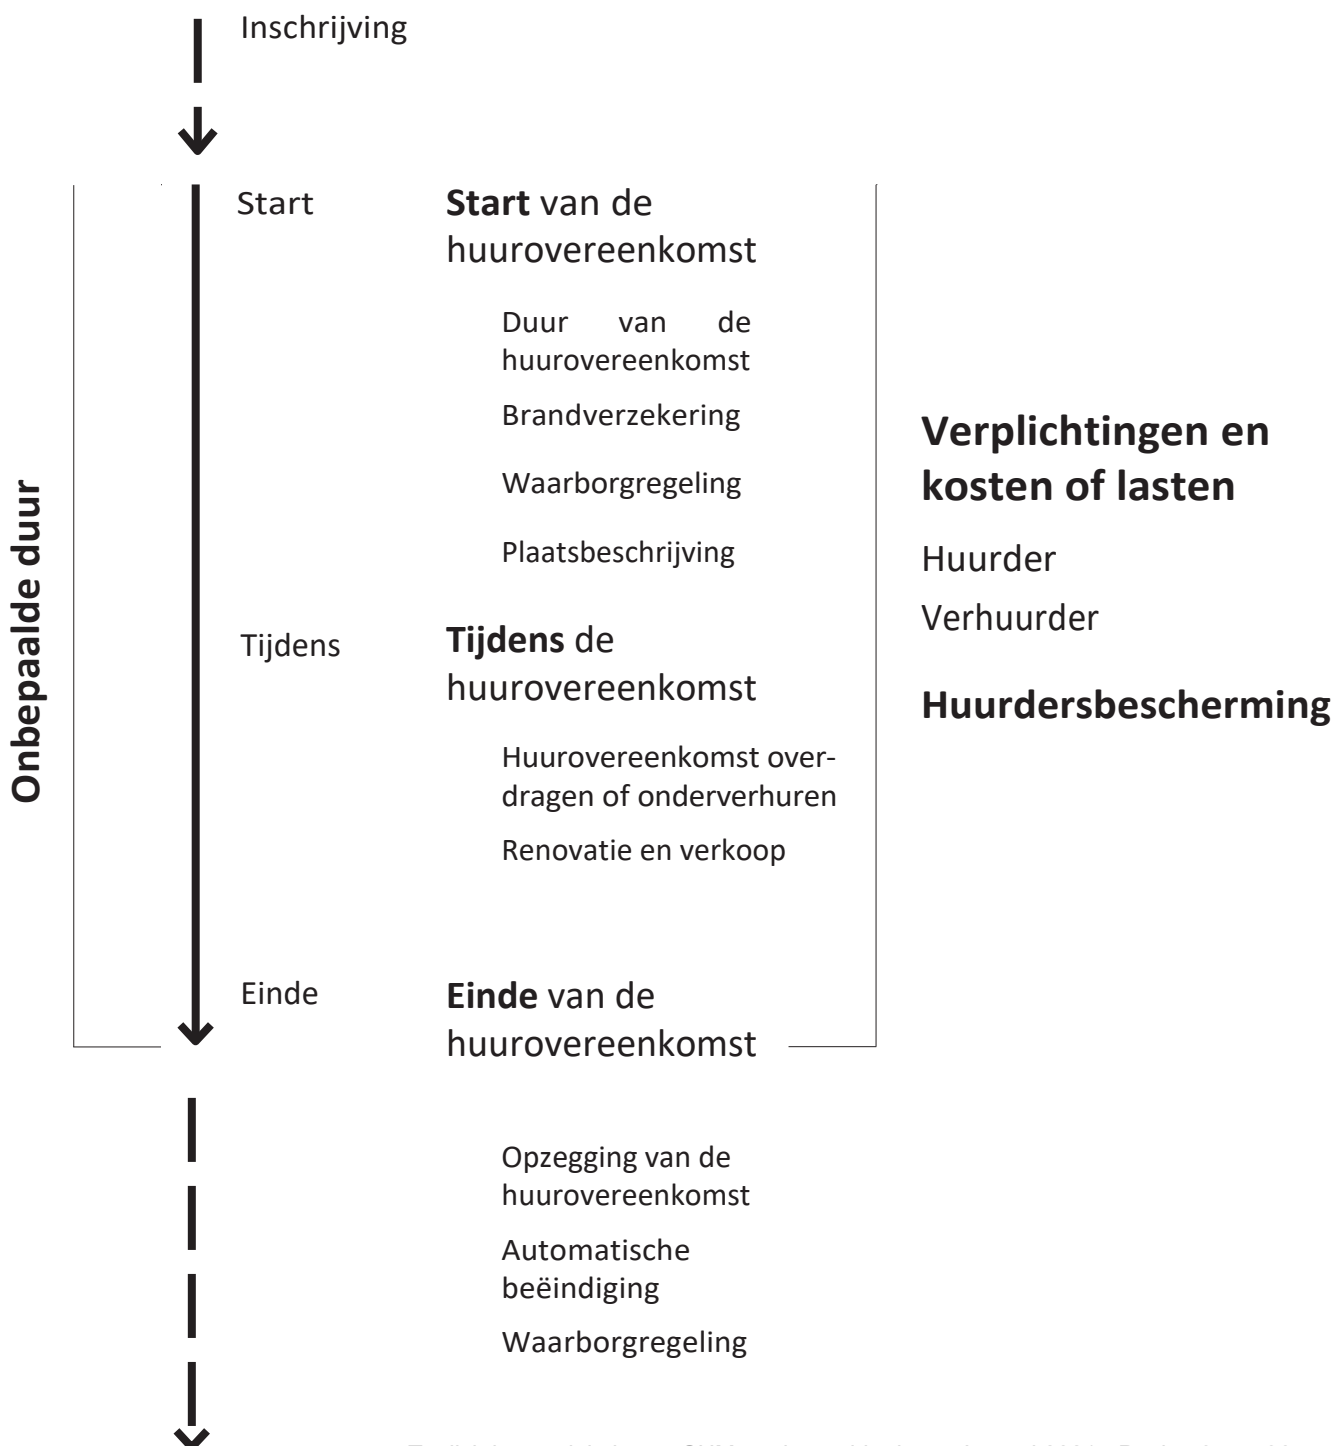 Inschrijving
Start
Start van de
huurovereenkomst
Duur van de
huurovereenkomst
Brandverzekering
Waarborgregeling
Plaatsbeschrijving
Tijdens
Tijdens de
huurovereenkomst
Huurovereenkomst over-
dragen of onderverhuren
Renovatie en verkoop
Einde
Einde van de
huurovereenkomst
Opzegging van de
huurovereenkomst
Automatische
beëindiging
Waarborgregeling
Onbepaalde duur
Verplichtingen en
kosten of lasten
Huurder
Verhuurder
Huurdersbescherming